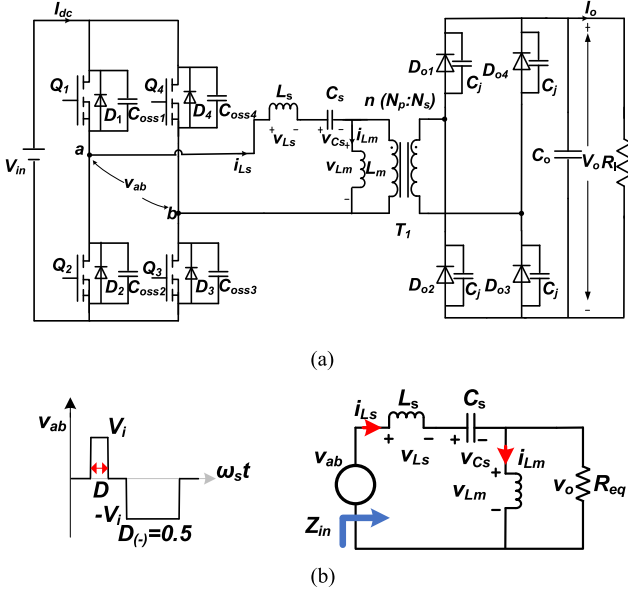 I_dc
I_o
+
Q_1
D_1
C_oss1
Q_4
D_4
C_oss4
L_s
C_s
n (N_p:N_s)
D_o1
C_j
D_o4
C_j
+ v_Ls -
+ v_Cs -
i_Lm
V_in
a
i_Ls
v_Lm
+
-
L_m
C_o
V_o
R_l
v_ab
b
T_1
Q_2
D_2
C_oss2
Q_3
D_3
C_oss3
D_o2
C_j
D_o3
C_j
-
(a)
v_ab
V_i
ω_s t
D
-V_i
D_(-)=0.5
i_Ls
L_s
C_s
+ v_Ls -
+ v_Cs -
i_Lm
v_ab
+
v_Lm
-
v_o
R_eq
Z_in
(b)